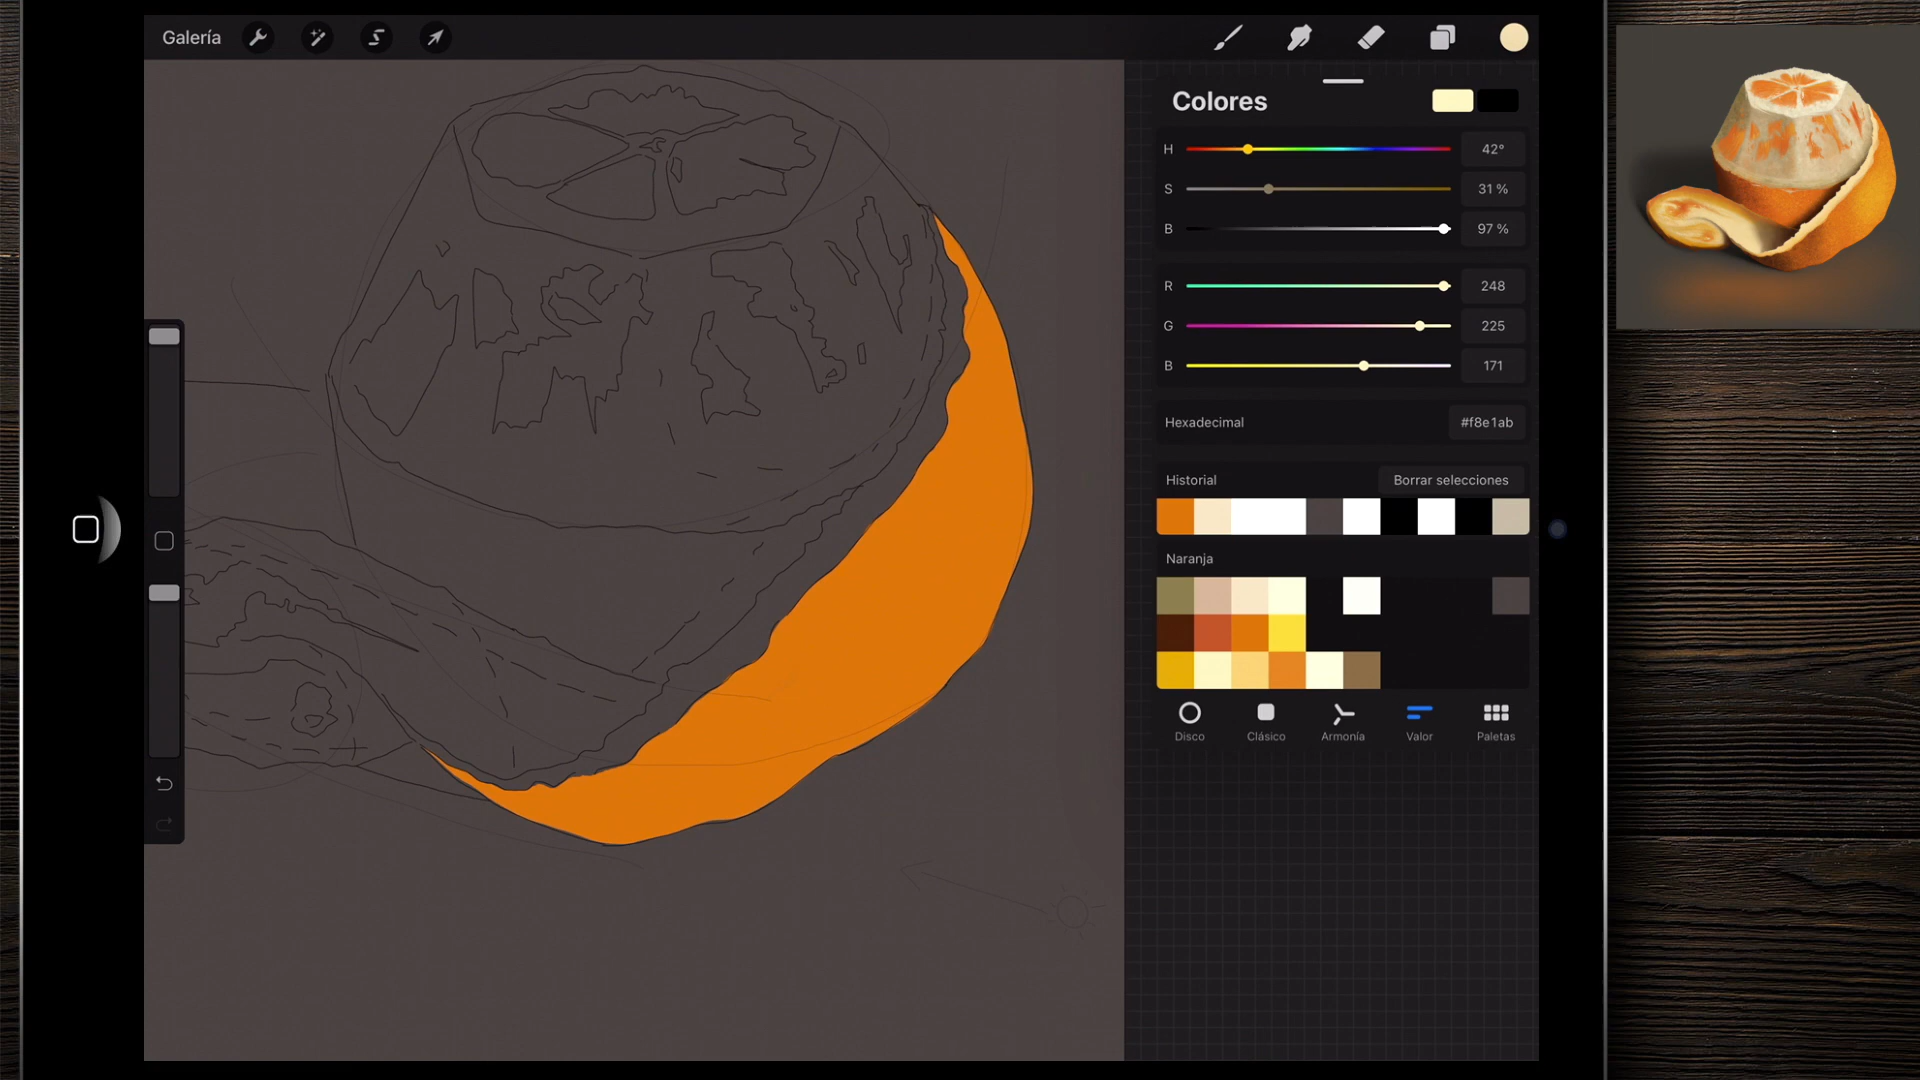 Galería
Colores
H 42°
S 31 %
B 97 %
R 248
G 225
B 171
Hexadecimal #f8e1ab
Historial Borrar selecciones
Naranja
Disco Clásico Armonía Valor Paletas